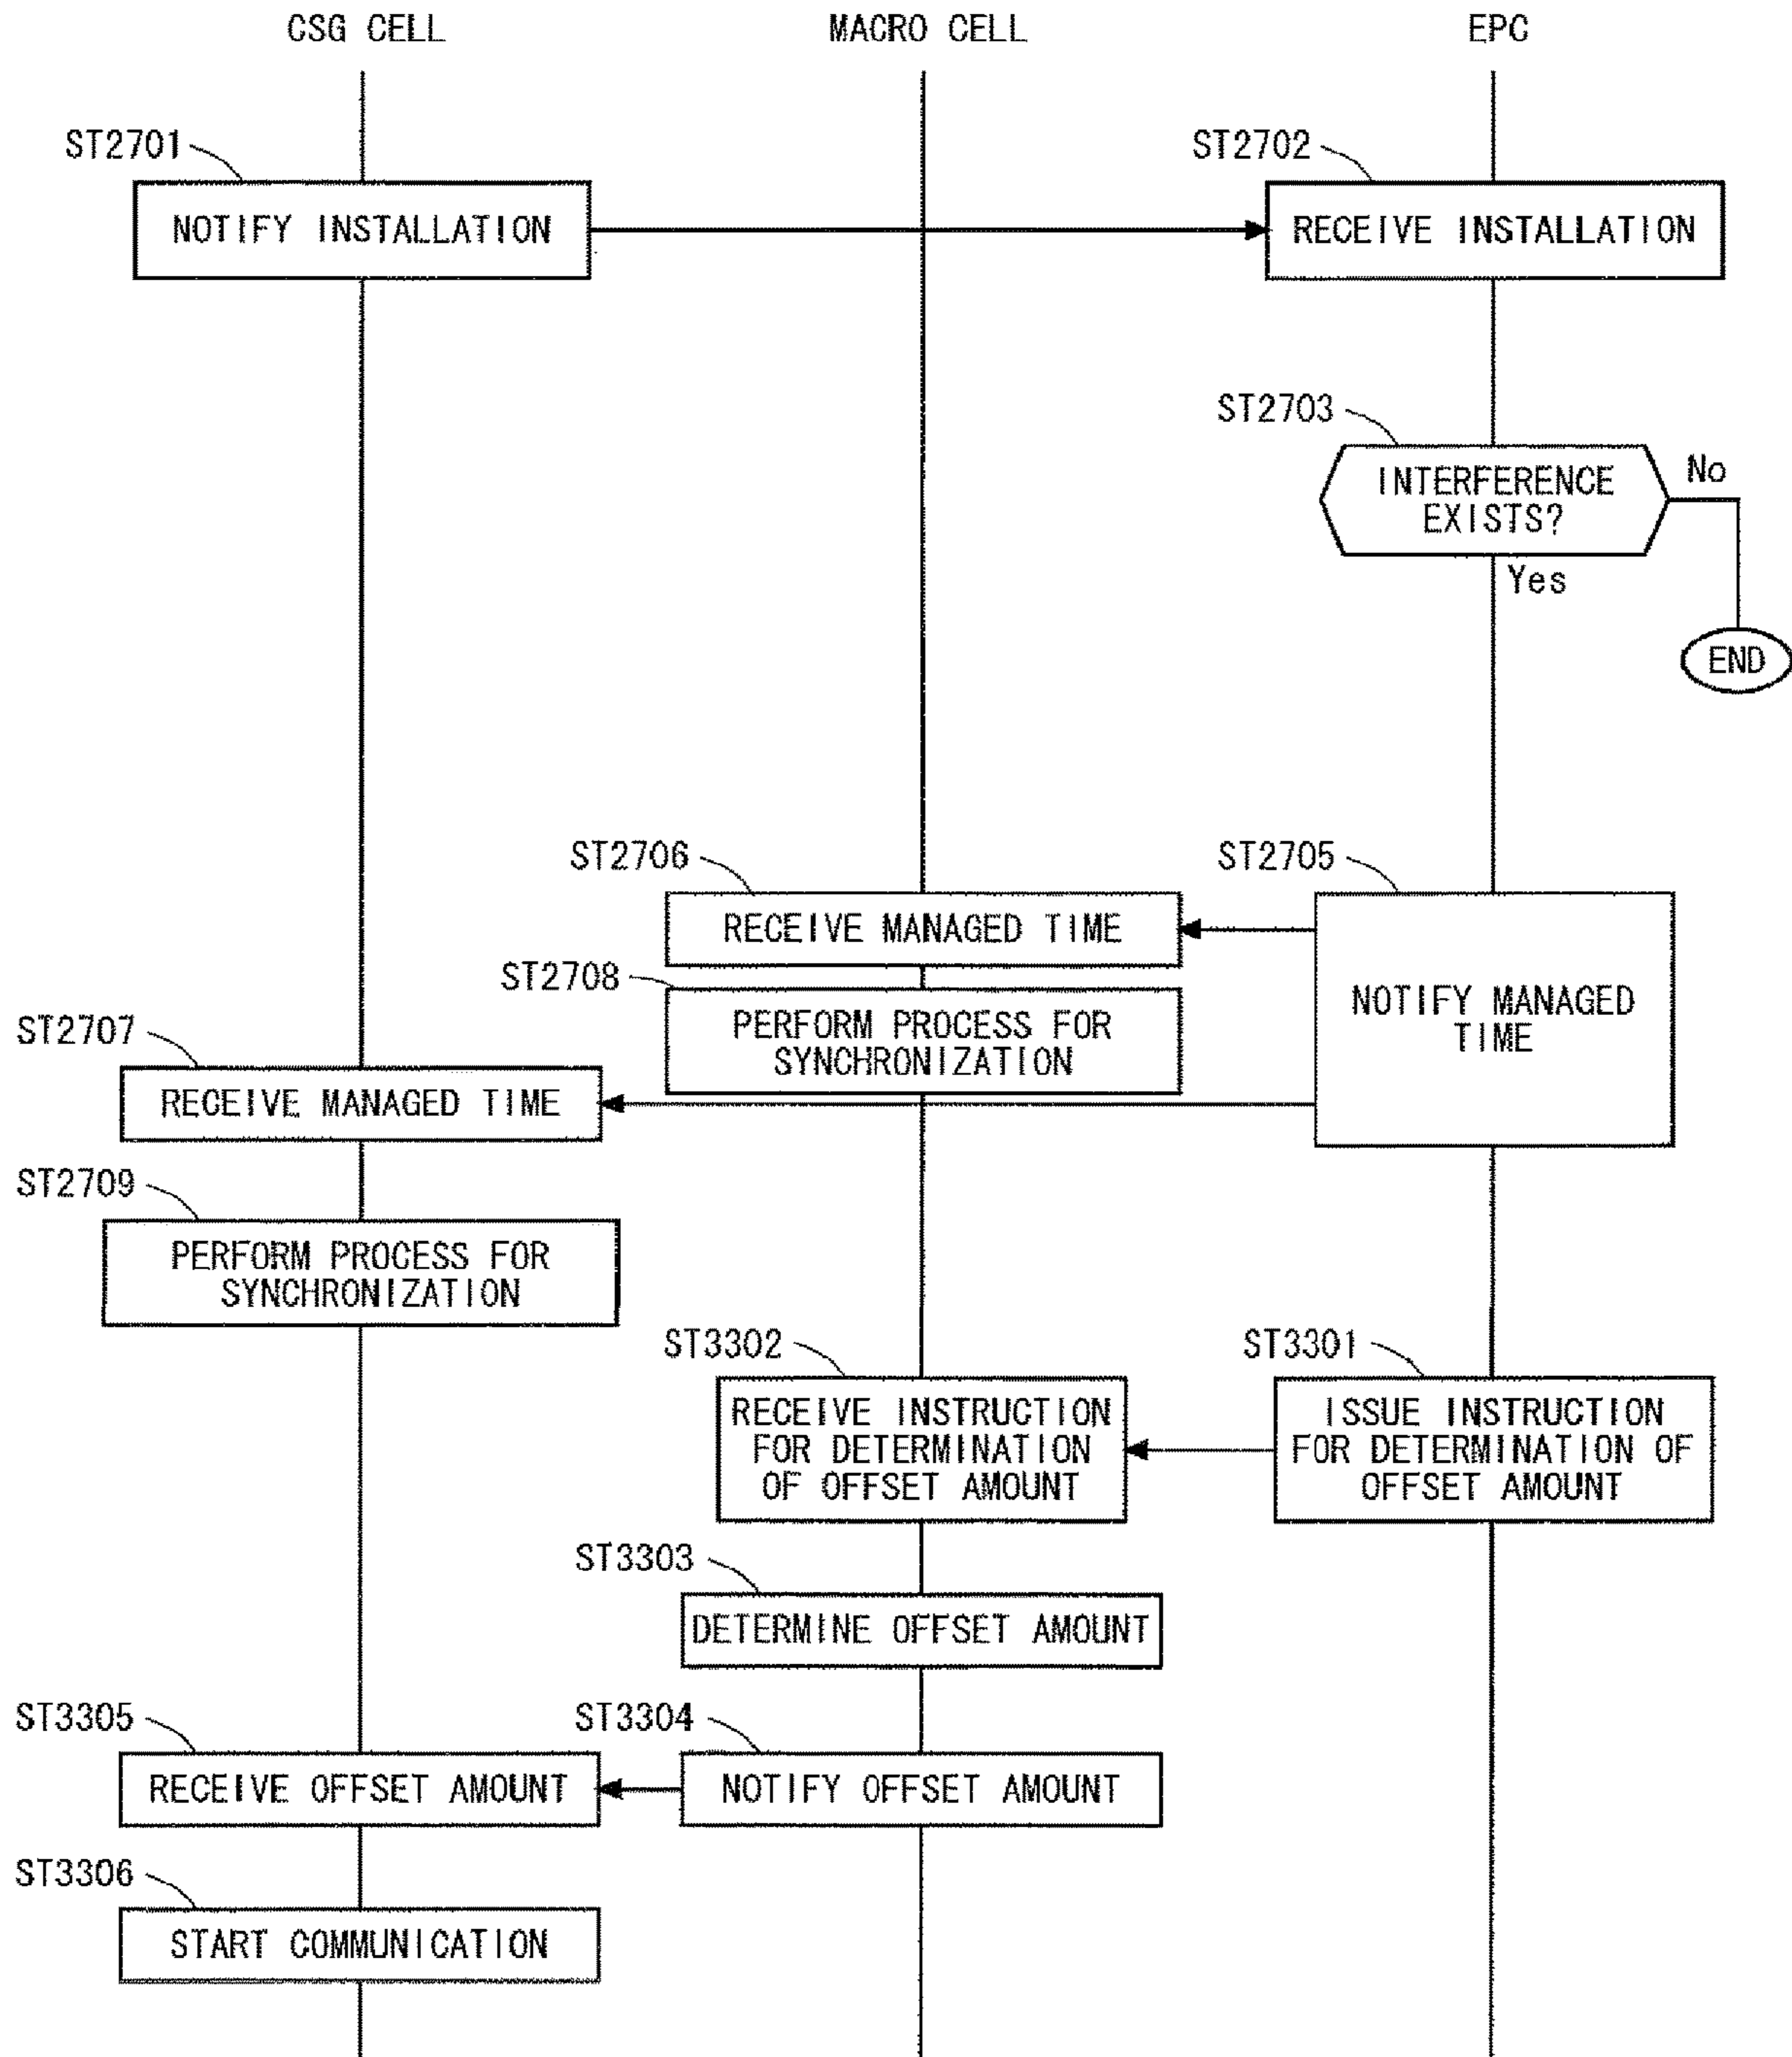 CSG CELL
MACRO CELL
EPC
ST2701
ST2702
NOTIFY INSTALLATION
RECEIVE INSTALLATION
ST2703
INTERFERENCE
EXISTS?
No
Yes
END
ST2706
ST2705
RECEIVE MANAGED TIME
ST2708
NOTIFY MANAGED
TIME
PERFORM PROCESS FOR
SYNCHRONIZATION
ST2707
RECEIVE MANAGED TIME
ST2709
PERFORM PROCESS FOR
SYNCHRONIZATION
ST3302
ST3301
RECEIVE INSTRUCTION
FOR DETERMINATION
OF OFFSET AMOUNT
ISSUE INSTRUCTION
FOR DETERMINATION OF
OFFSET AMOUNT
ST3303
DETERMINE OFFSET AMOUNT
ST3305
ST3304
RECEIVE OFFSET AMOUNT
NOTIFY OFFSET AMOUNT
ST3306
START COMMUNICATION